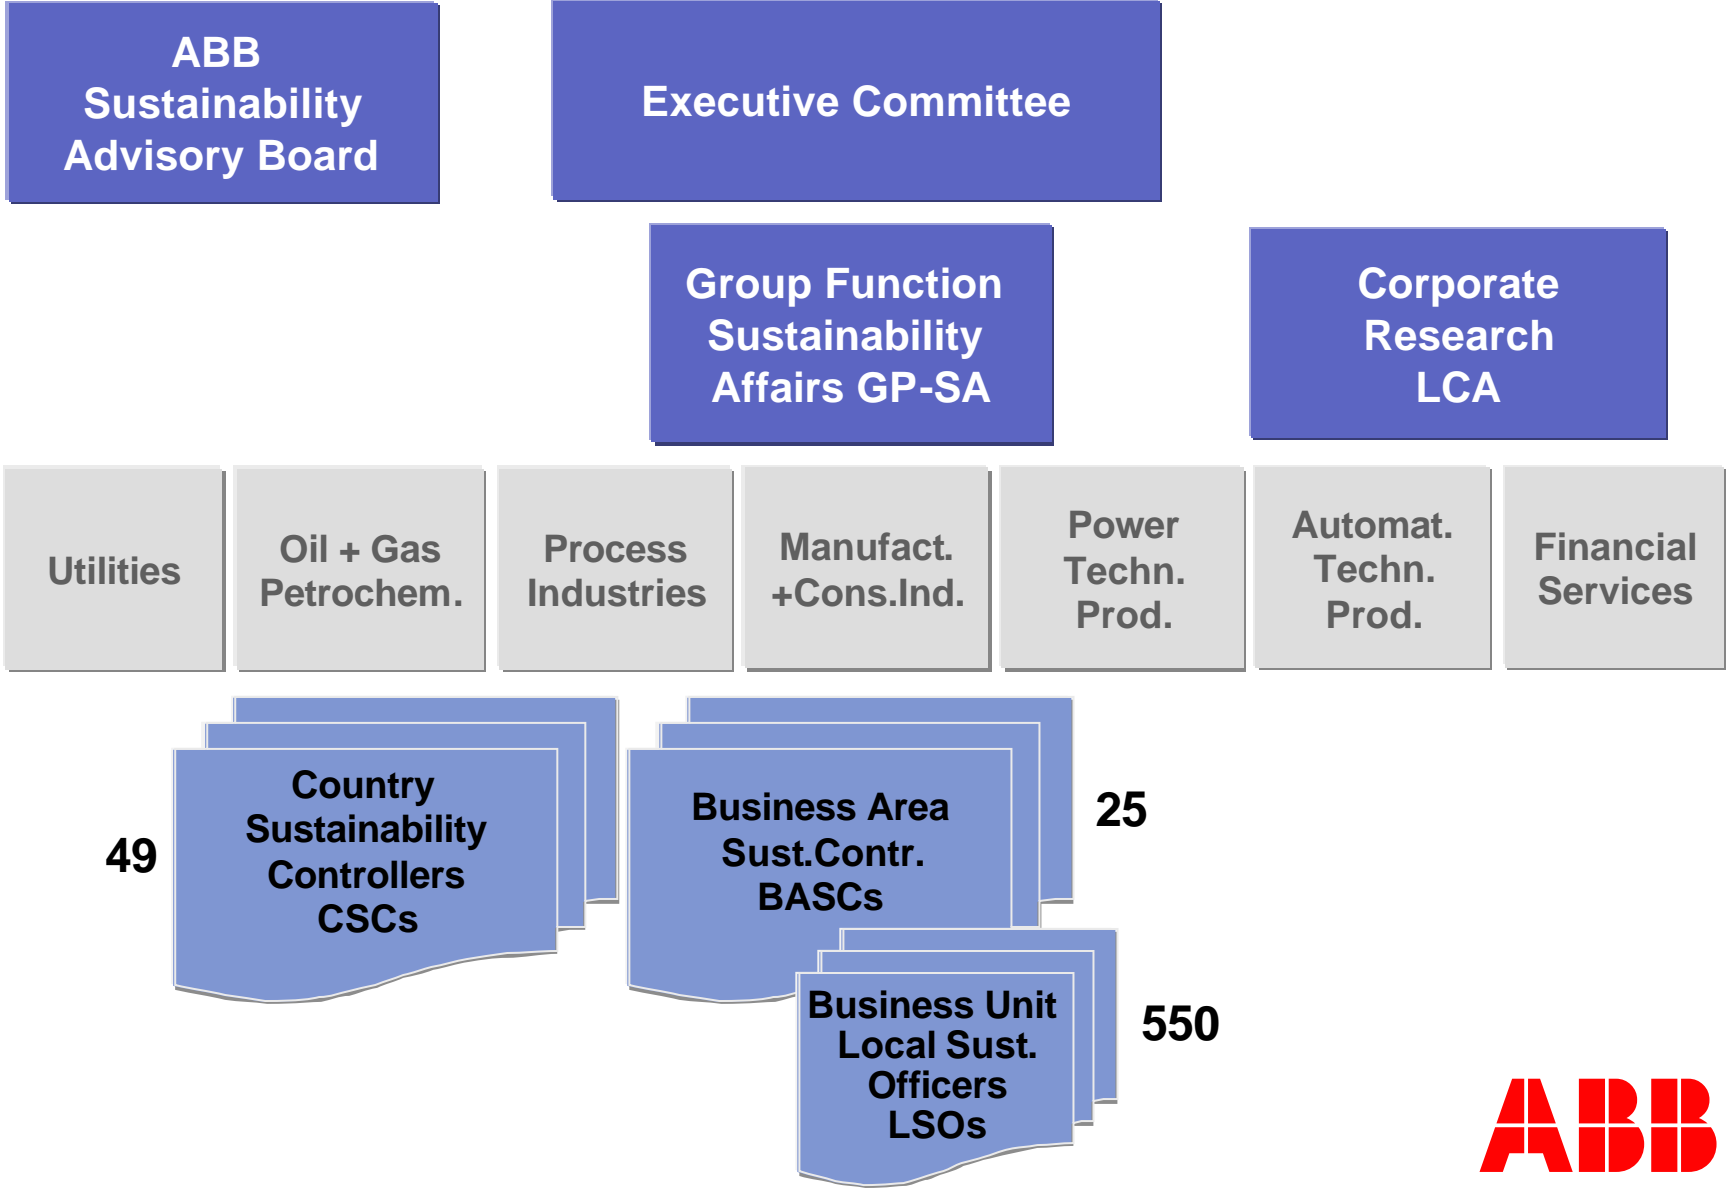 ABB
Sustainability
Advisory Board
Executive Committee
Group Function
Sustainability
Affairs GP-SA
Corporate
Research
LCA
Utilities
Oil + Gas
Petrochem.
Process
Industries
Manufact.
+Cons.Ind.
Power
Techn.
Prod.
Automat.
Techn.
Prod.
Financial
Services
49
Country
Sustainability
Controllers
CSCs
Business Area
Sust.Contr.
BASCs
25
Business Unit
Local Sust.
Officers
LSOs
550
ABB